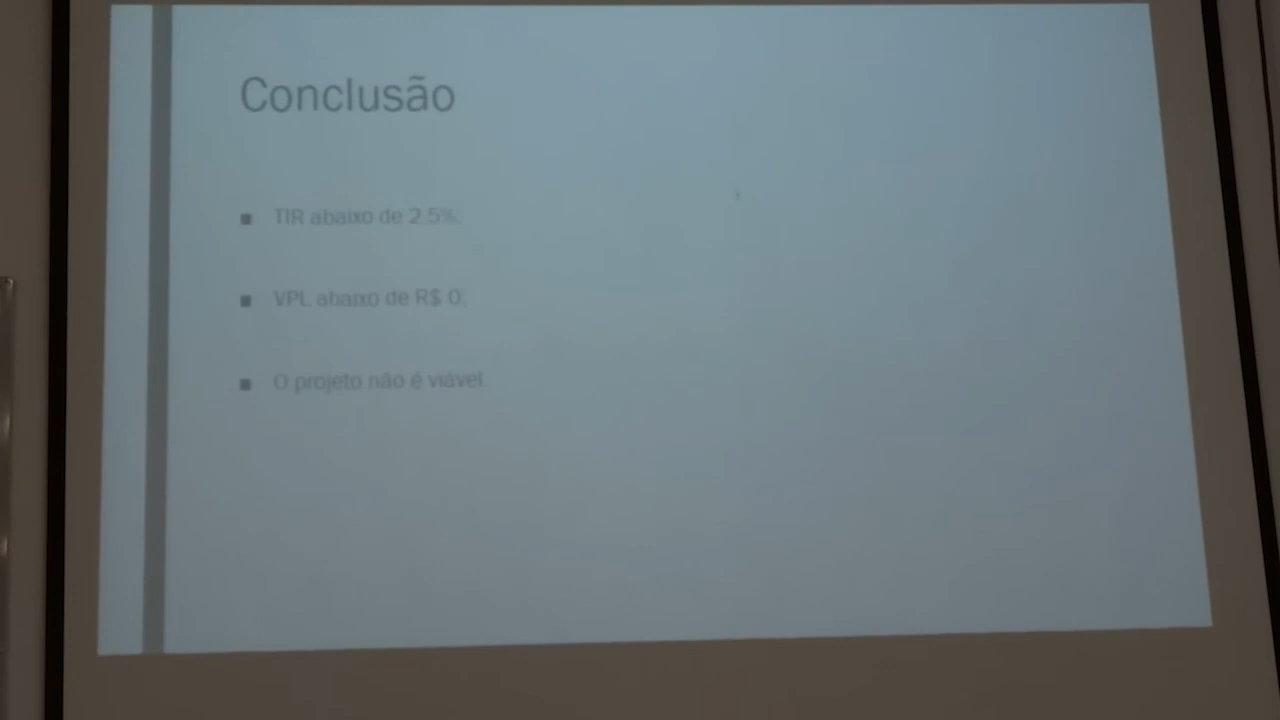 Conclusão
TIR abaixo de 2.5%;
VPL abaixo de R$ 0;
O projeto não é viável.